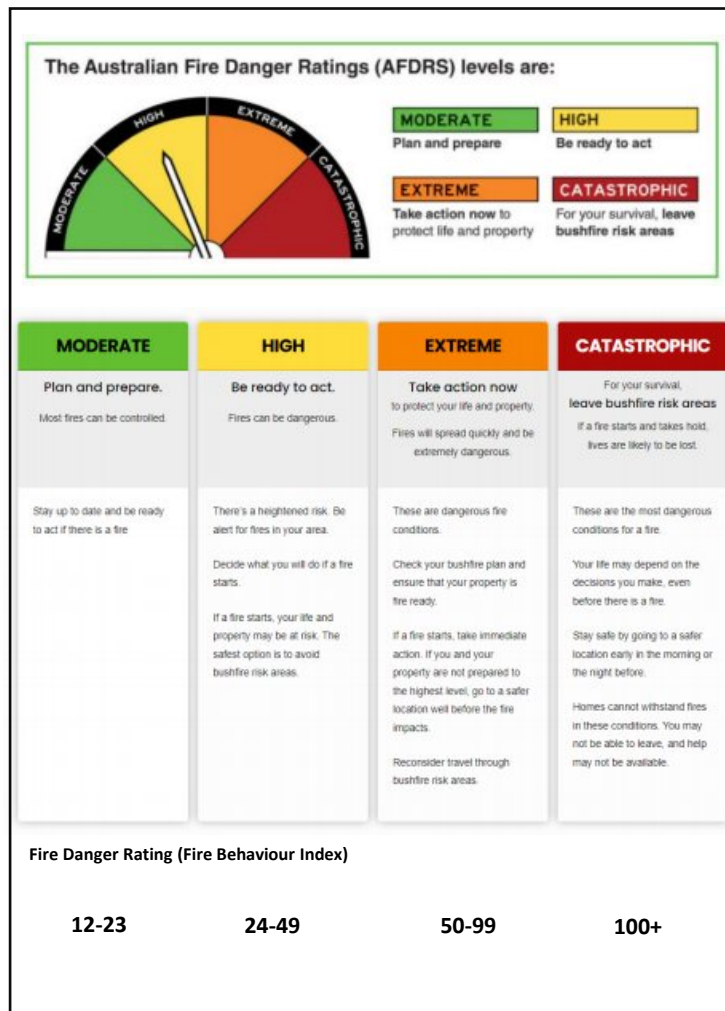 The Australian Fire Danger Ratings (AFDRS) levels are:
MODERATE
HIGH
EXTREME
CATASTROPHIC
MODERATE
Plan and prepare
HIGH
Be ready to act
EXTREME
Take action now to
protect life and property
CATASTROPHIC
For your survival, leave
bushfire risk areas
MODERATE
Plan and prepare.
Most fires can be controlled.
Stay up to date and be ready
to act if there is a fire
HIGH
Be ready to act.
Fires can be dangerous.
There's a heightened risk. Be
alert for fires in your area.
Decide what you will do if a fire
starts.
If a fire starts, your life and
property may be at risk. The
safest option is to avoid
bushfire risk areas.
EXTREME
Take action now
to protect your life and property.
Fires will spread quickly and be
extremely dangerous.
These are dangerous fire
conditions.
Check your bushfire plan and
ensure that your property is
fire ready.
If a fire starts, take immediate
action. If you and your
property are not prepared to
the highest level, go to a safer
location well before the fire
impacts.
Reconsider travel through
bushfire risk areas.
CATASTROPHIC
For your survival,
leave bushfire risk areas
If a fire starts and takes hold,
lives are likely to be lost.
These are the most dangerous
conditions for a fire.
Your life may depend on the
decisions you make, even
before there is a fire.
Stay safe by going to a safer
location early in the morning or
the night before.
Homes cannot withstand fires
in these conditions. You may
not be able to leave, and help
may not be available.
Fire Danger Rating (Fire Behaviour Index)
12-23
24-49
50-99
100+